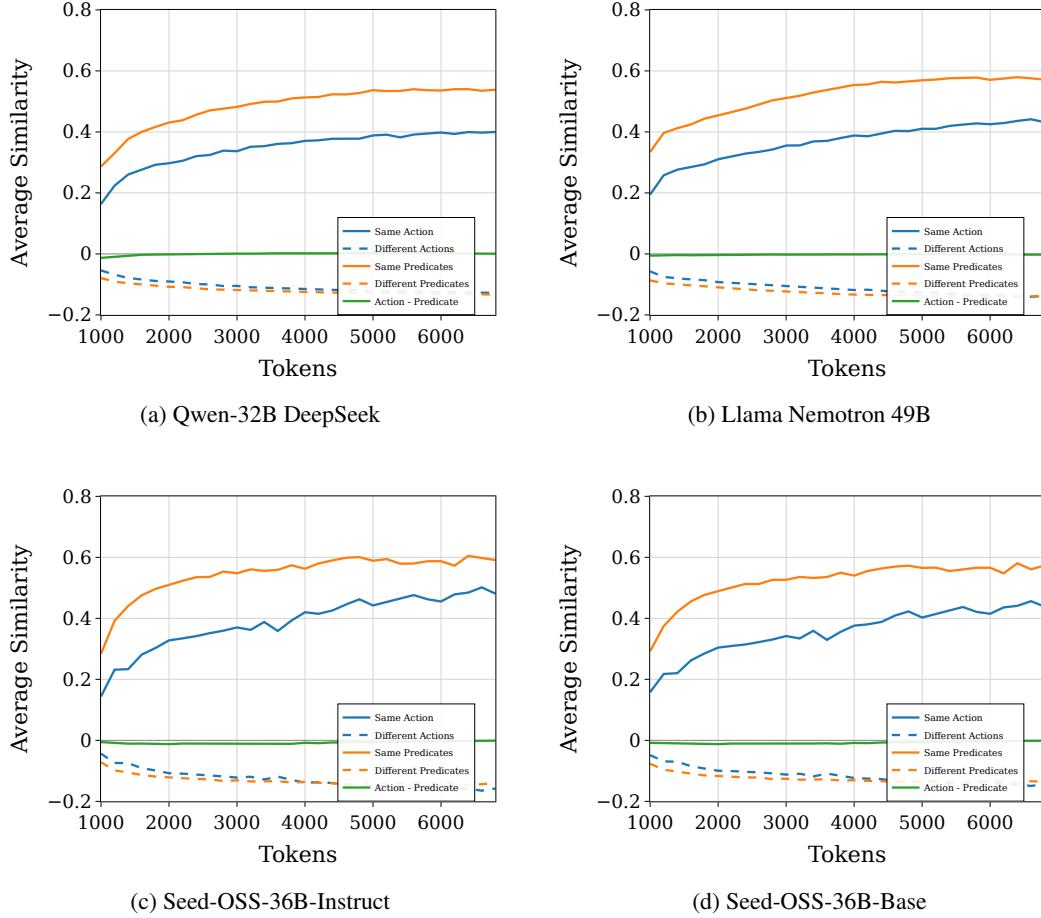 0.8
0.6
0.4
0.2
0
−0.2
Average Similarity
1000 2000 3000 4000 5000 6000
Tokens
Same Action
Different Actions
Same Predicates
Different Predicates
Action - Predicate
(a) Qwen-32B DeepSeek
0.8
0.6
0.4
0.2
0
−0.2
Average Similarity
1000 2000 3000 4000 5000 6000
Tokens
Same Action
Different Actions
Same Predicates
Different Predicates
Action - Predicate
(b) Llama Nemotron 49B
0.8
0.6
0.4
0.2
0
−0.2
Average Similarity
1000 2000 3000 4000 5000 6000
Tokens
Same Action
Different Actions
Same Predicates
Different Predicates
Action - Predicate
(c) Seed-OSS-36B-Instruct
0.8
0.6
0.4
0.2
0
−0.2
Average Similarity
1000 2000 3000 4000 5000 6000
Tokens
Same Action
Different Actions
Same Predicates
Different Predicates
Action - Predicate
(d) Seed-OSS-36B-Base